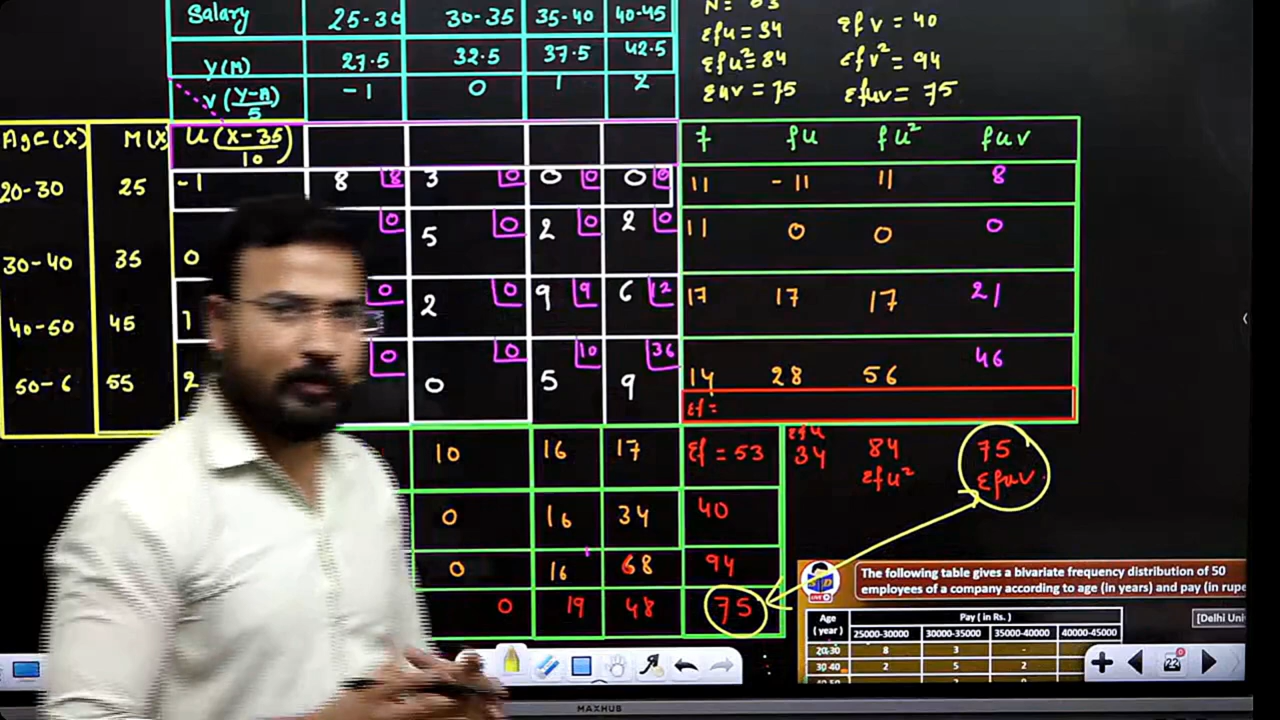 Salary 25-30 30-35 35-40 40-45
Y(M) 27.5 32.5 37.5 42.5
V (Y-A)/5 -1 0 1 2
Σfu = 34 Σfv = 40
Σfu² = 84 Σfv² = 94
Σuv = 75 Σfuv = 75
Age(X) M(X) U (X-35)/10 f fu fu² fuv
20-30 25 -1 8 8 3 0 0 0 0 0 11 -11 11 8
30-40 35 0 0 5 0 2 0 2 0 11 0 0 0
40-50 45 1 0 2 0 9 9 6 12 17 17 17 21
50-6 55 2 0 0 0 5 10 9 36 14 28 56 46
Σf =
10 16 17 Σf = 53 Σfu 34 84 Σfu² 75 Σfuv
0 16 34 40
0 16 68 94
0 19 48 75
The following table gives a bivariate frequency distribution of 50
employees of a company according to age (in years) and pay (in rupe
[Delhi Uni
Age (year) Pay ( in Rs.)
25000-30000 30000-35000 35000-40000 40000-45000
20-30 8 3 -
30-40 2 5 2
22
MAXHUB